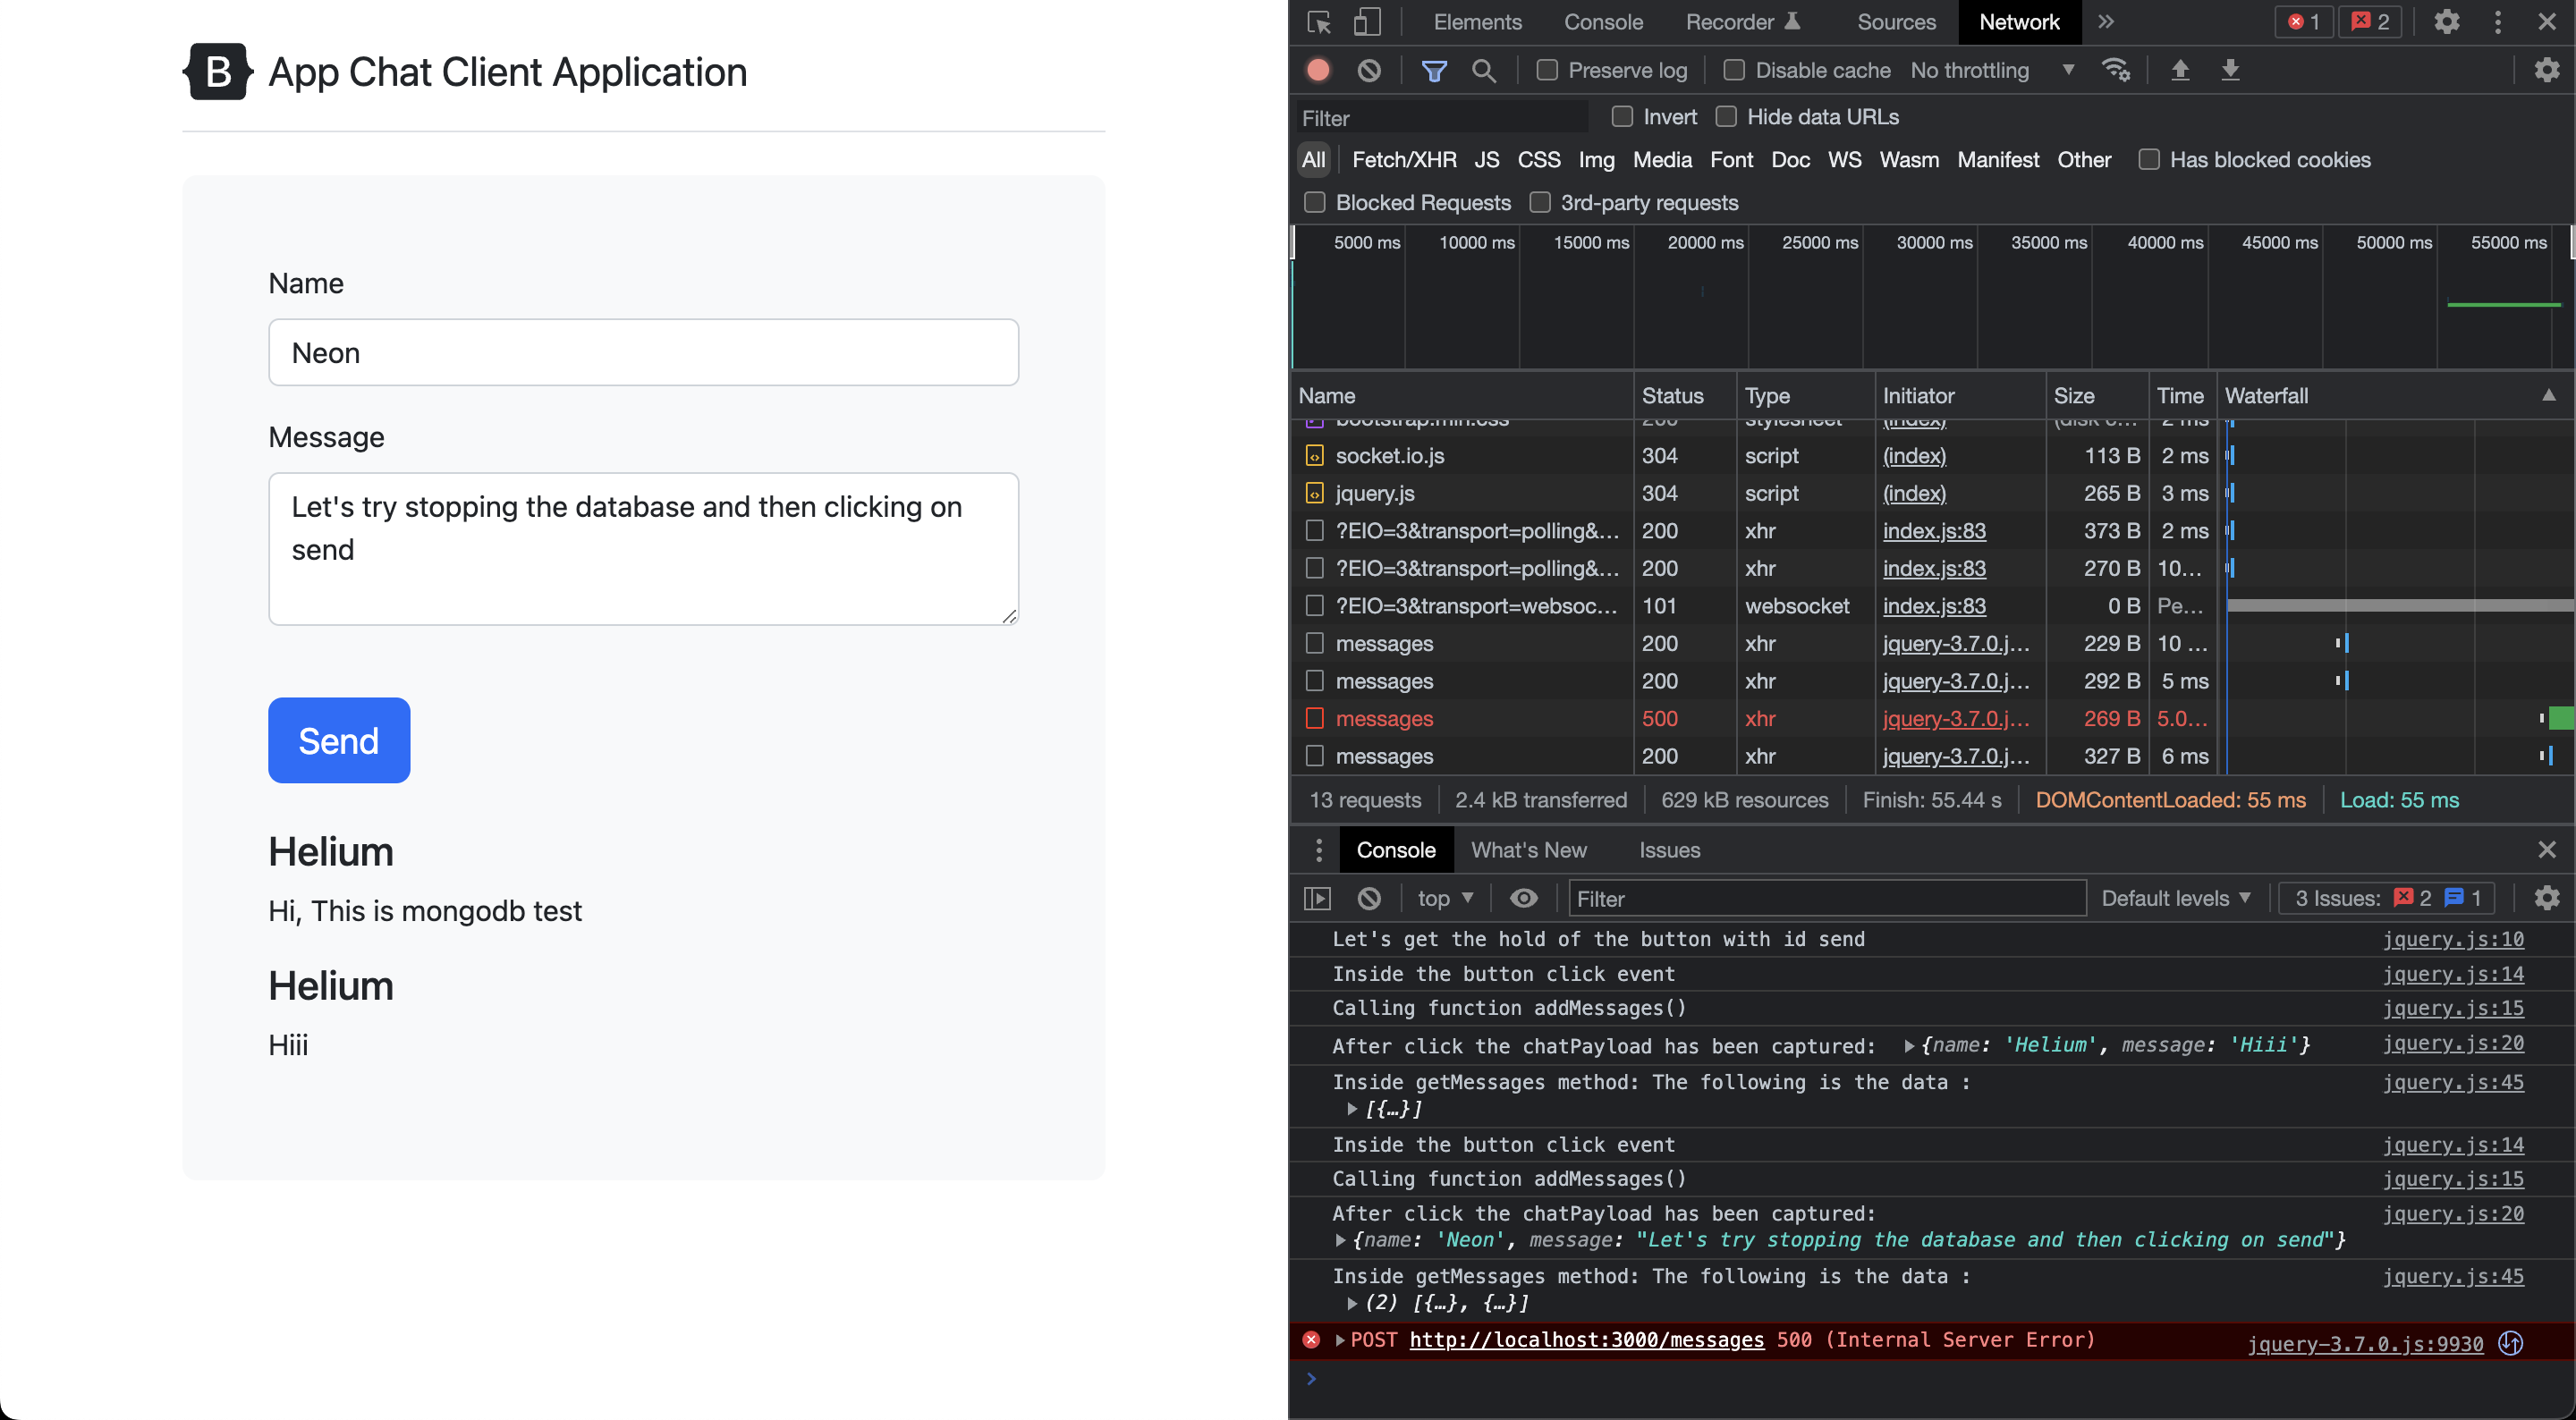 B App Chat Client Application
Name
Neon
Message
Let's try stopping the database and then clicking on
send
Send
Helium
Hi, This is mongodb test
Helium
Hiii
Elements Console Recorder Sources Network » 1 2
Preserve log Disable cache No throttling
Filter Invert Hide data URLs
All Fetch/XHR JS CSS Img Media Font Doc WS Wasm Manifest Other Has blocked cookies
Blocked Requests 3rd-party requests
5000 ms 10000 ms 15000 ms 20000 ms 25000 ms 30000 ms 35000 ms 40000 ms 45000 ms 50000 ms 55000 ms
Name Status Type Initiator Size Time Waterfall
bootstrap.min.css 200 stylesheet (index) (disk c... 2 ms
socket.io.js 304 script (index) 113 B 2 ms
jquery.js 304 script (index) 265 B 3 ms
?EIO=3&transport=polling&... 200 xhr index.js:83 373 B 2 ms
?EIO=3&transport=polling&... 200 xhr index.js:83 270 B 10...
?EIO=3&transport=websoc... 101 websocket index.js:83 0 B Pe...
messages 200 xhr jquery-3.7.0.j... 229 B 10 ...
messages 200 xhr jquery-3.7.0.j... 292 B 5 ms
messages 500 xhr jquery-3.7.0.j... 269 B 5.0...
messages 200 xhr jquery-3.7.0.j... 327 B 6 ms
13 requests 2.4 kB transferred 629 kB resources Finish: 55.44 s DOMContentLoaded: 55 ms Load: 55 ms
Console What's New Issues
top Filter Default levels 3 Issues: 2 1
Let's get the hold of the button with id send jquery.js:10
Inside the button click event jquery.js:14
Calling function addMessages() jquery.js:15
After click the chatPayload has been captured: {name: 'Helium', message: 'Hiii'} jquery.js:20
Inside getMessages method: The following is the data : jquery.js:45
[{…}]
Inside the button click event jquery.js:14
Calling function addMessages() jquery.js:15
After click the chatPayload has been captured: jquery.js:20
{name: 'Neon', message: "Let's try stopping the database and then clicking on send"}
Inside getMessages method: The following is the data : jquery.js:45
(2) [{…}, {…}]
POST http://localhost:3000/messages 500 (Internal Server Error) jquery-3.7.0.js:9930